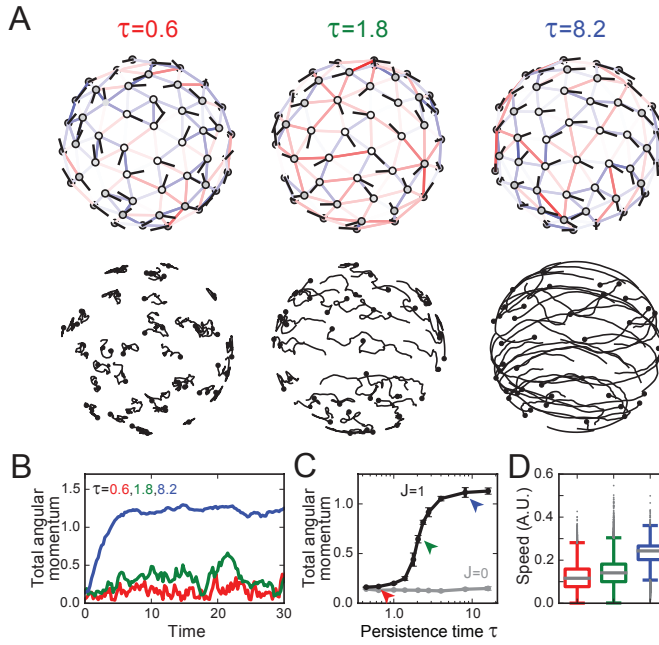 A
τ=0.6 τ=1.8 τ=8.2
B
τ=0.6,1.8,8.2
Total angular
momentum
1.5
1.0
0.5
0.0
0 10 20 30
Time
C
J=1
J=0
Total angular
momentum
1.0
0.5
0.0
1.0 10
Persistence time τ
D
Speed (A.U.)
0.6
0.4
0.2
0.0